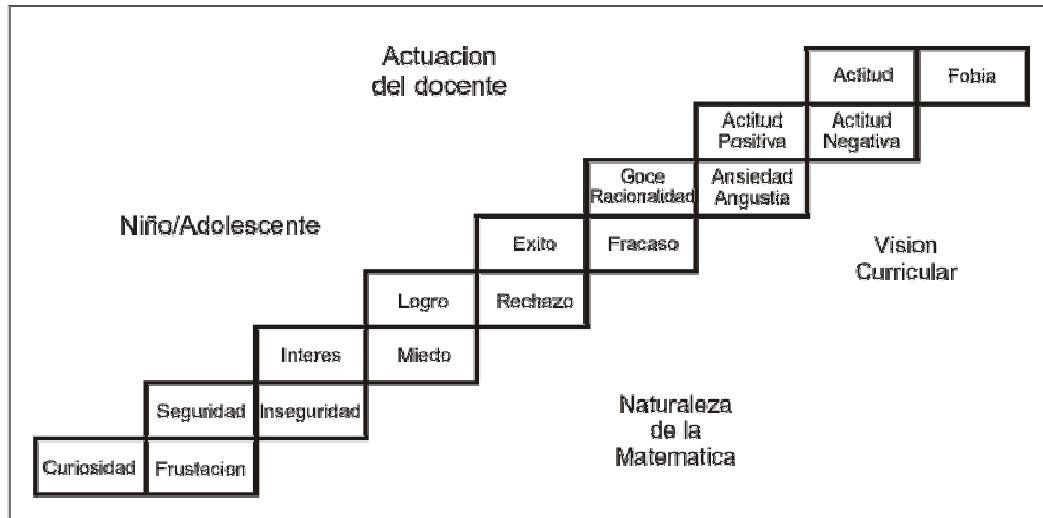 Actuacion
del docente
Actitud
Fobia
Actitud
Positiva
Actitud
Negativa
Goce
Racionalidad
Ansiedad
Angustia
Niño/Adolescente
Exito
Fracaso
Vision
Curricular
Logro
Rechazo
Interes
Miedo
Seguridad
Inseguridad
Naturaleza
de la
Matematica
Curiosidad
Frustacion